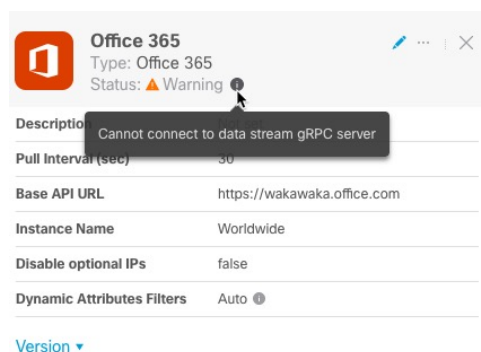 Office 365
Type: Office 365
Status: Warning
Cannot connect to data stream gRPC server
Description
Pull Interval (sec) 30
Base API URL https://wakawaka.office.com
Instance Name Worldwide
Disable optional IPs false
Dynamic Attributes Filters Auto
Version